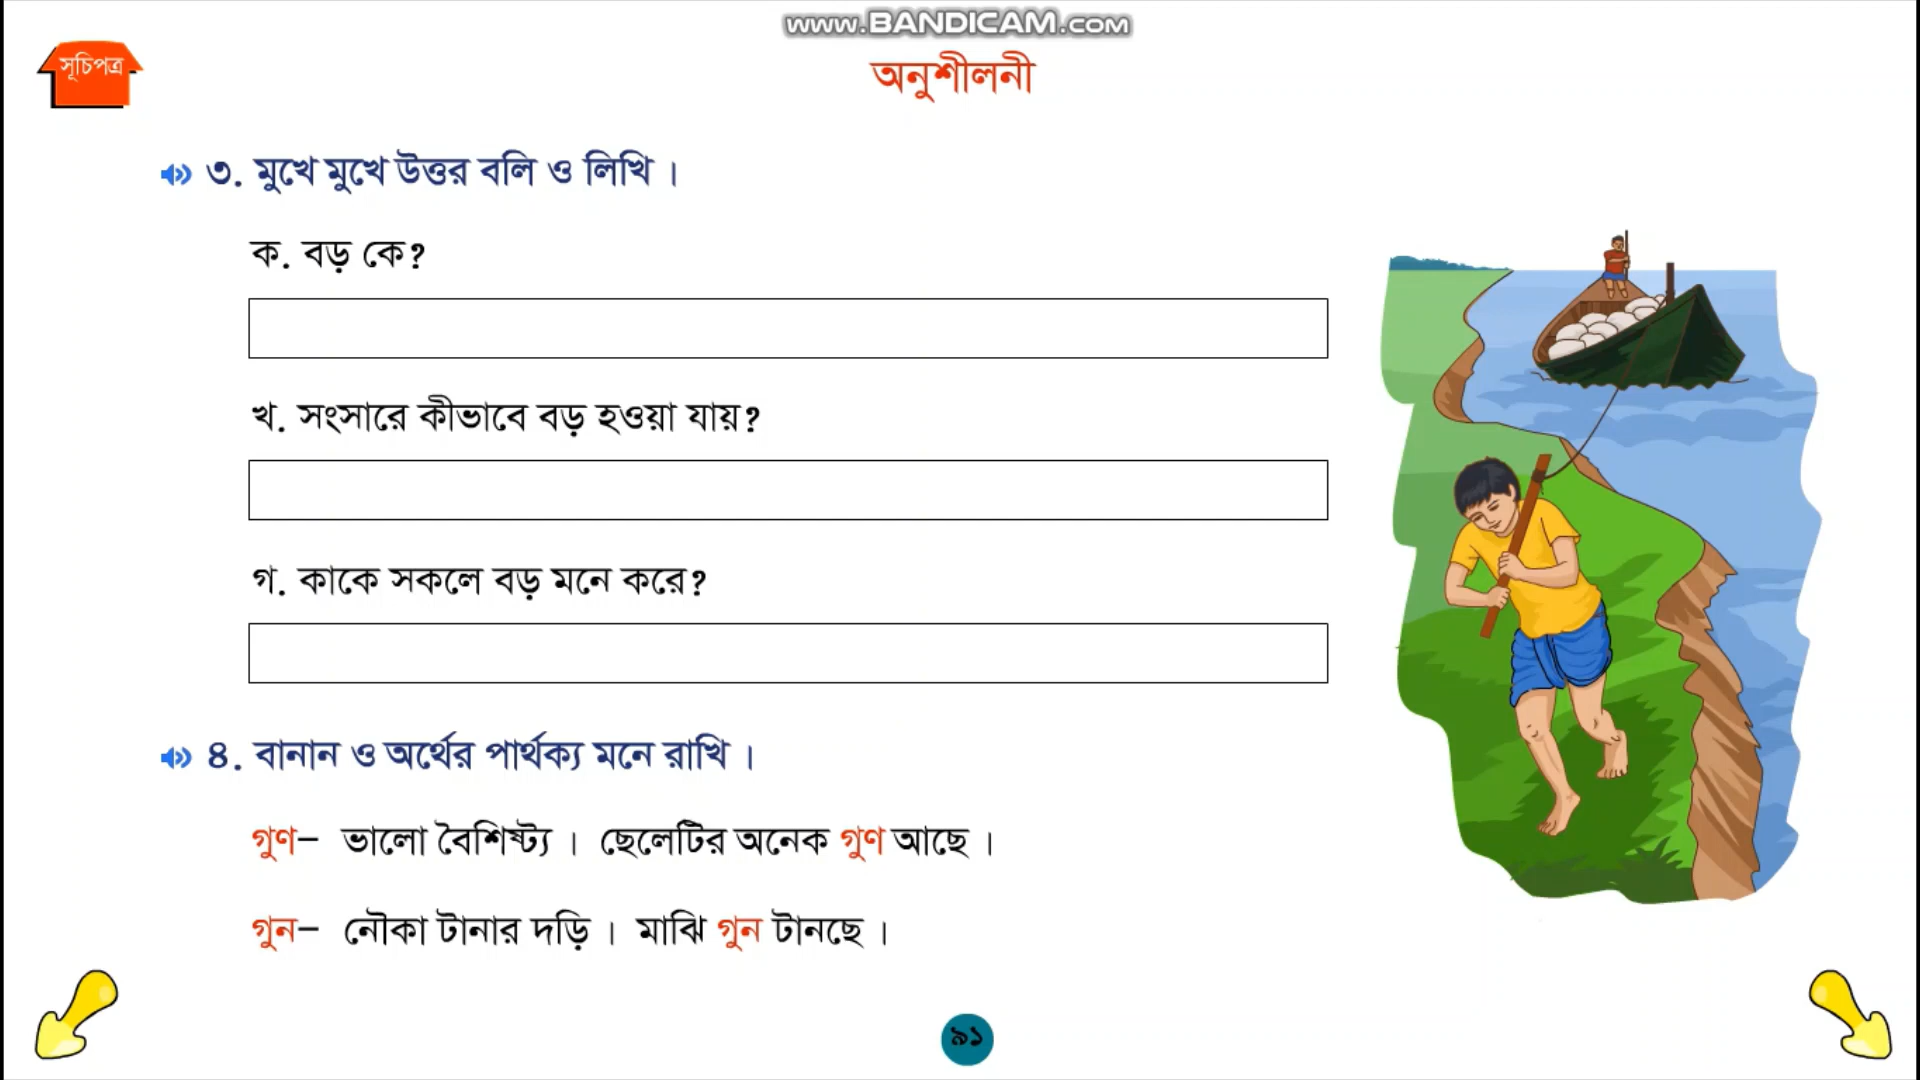 www.BANDICAM.com
সূচিপত্র
অনুশীলনী
৩. মুখে মুখে উত্তর বলি ও লিখি ।
ক. বড় কে?
খ. সংসারে কীভাবে বড় হওয়া যায়?
গ. কাকে সকলে বড় মনে করে?
৪. বানান ও অর্থের পার্থক্য মনে রাখি ।
গুণ– ভালো বৈশিষ্ট্য । ছেলেটির অনেক গুণ আছে ।
গুন– নৌকা টানার দড়ি । মাঝি গুন টানছে ।
৯১